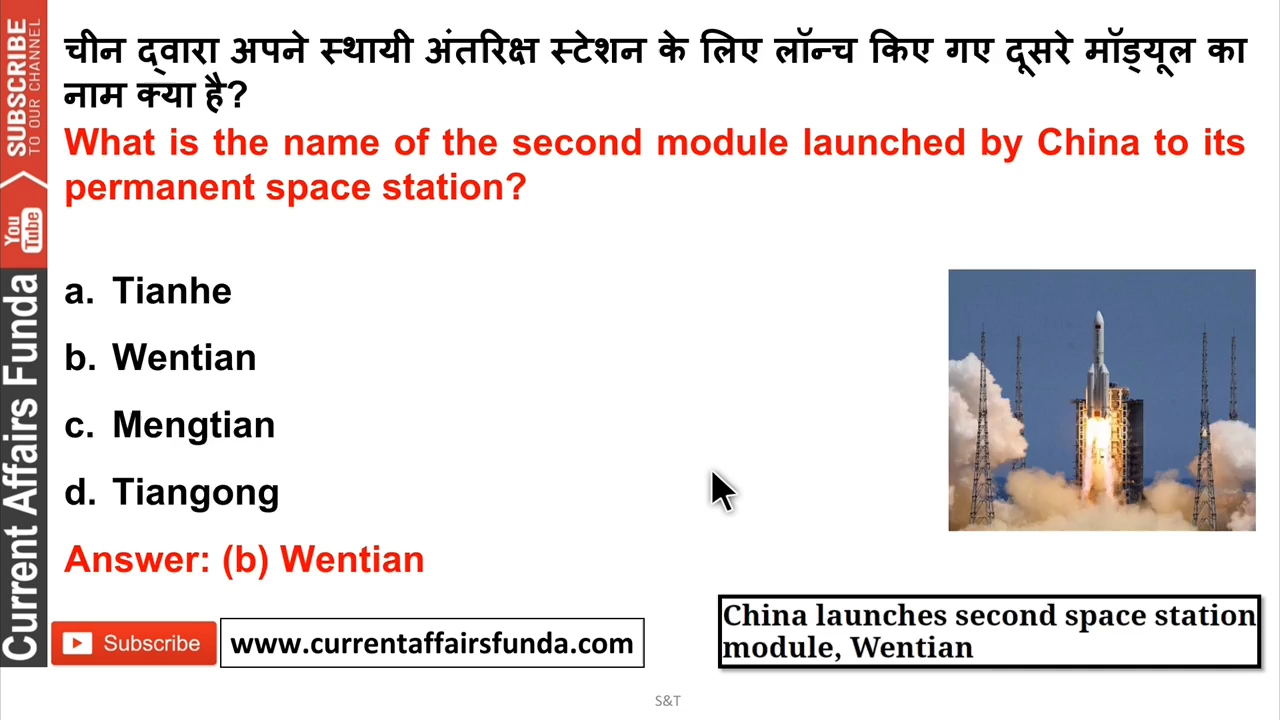 चीन द्वारा अपने स्थायी अंतरिक्ष स्टेशन के लिए लॉन्च किए गए दूसरे मॉड्यूल का
नाम क्या है?
What is the name of the second module launched by China to its
permanent space station?
a. Tianhe
b. Wentian
c. Mengtian
d. Tiangong
Answer: (b) Wentian
SUBSCRIBE
TO OUR CHANNEL
You
Tube
Current Affairs Funda
Subscribe
www.currentaffairsfunda.com
China launches second space station
module, Wentian
S&T